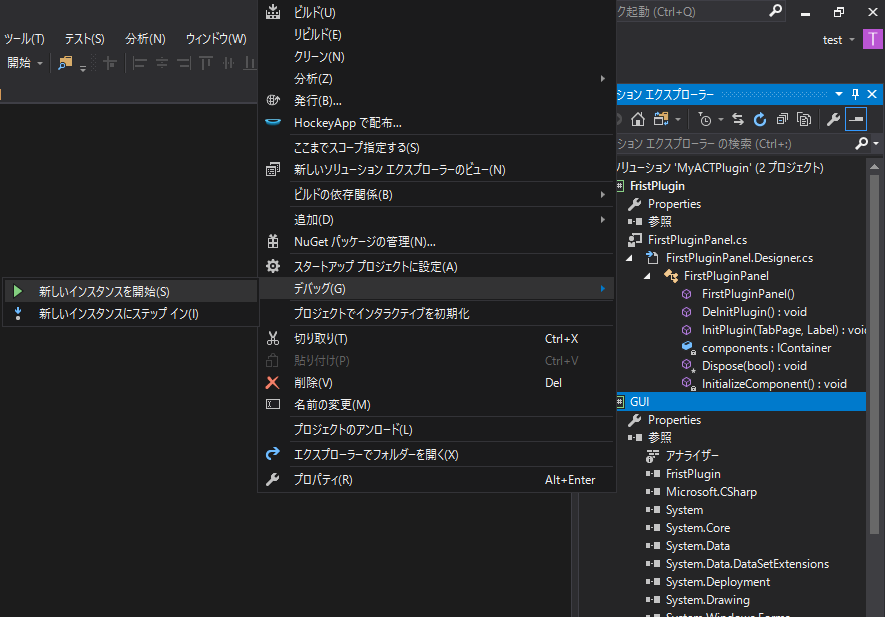 ク起動 (Ctrl+Q)
ツール(T) テスト(S) 分析(N) ウィンドウ(W)
test T
開始
ビルド(U)
リビルド(E)
クリーン(N)
分析(Z)
発行(B)...
HockeyApp で配布...
ここまでスコープ指定する(S)
新しいソリューション エクスプローラーのビュー(N)
ビルドの依存関係(B)
追加(D)
NuGet パッケージの管理(N)...
スタートアップ プロジェクトに設定(A)
デバッグ(G)
プロジェクトでインタラクティブを初期化
切り取り(T) Ctrl+X
貼り付け(P) Ctrl+V
削除(V) Del
名前の変更(M)
プロジェクトのアンロード(L)
エクスプローラーでフォルダーを開く(X)
プロパティ(R) Alt+Enter
新しいインスタンスを開始(S)
新しいインスタンスにステップ イン(I)
ション エクスプローラー
ション エクスプローラー の検索 (Ctrl+:)
リューション 'MyACTPlugin' (2 プロジェクト)
FristPlugin
Properties
参照
FirstPluginPanel.cs
FirstPluginPanel.Designer.cs
FirstPluginPanel
FirstPluginPanel()
DeInitPlugin() : void
InitPlugin(TabPage, Label) : voi
components : IContainer
Dispose(bool) : void
InitializeComponent() : void
GUI
Properties
参照
アナライザー
FristPlugin
Microsoft.CSharp
System
System.Core
System.Data
System.Data.DataSetExtensions
System.Deployment
System.Drawing
System.Windows.Forms